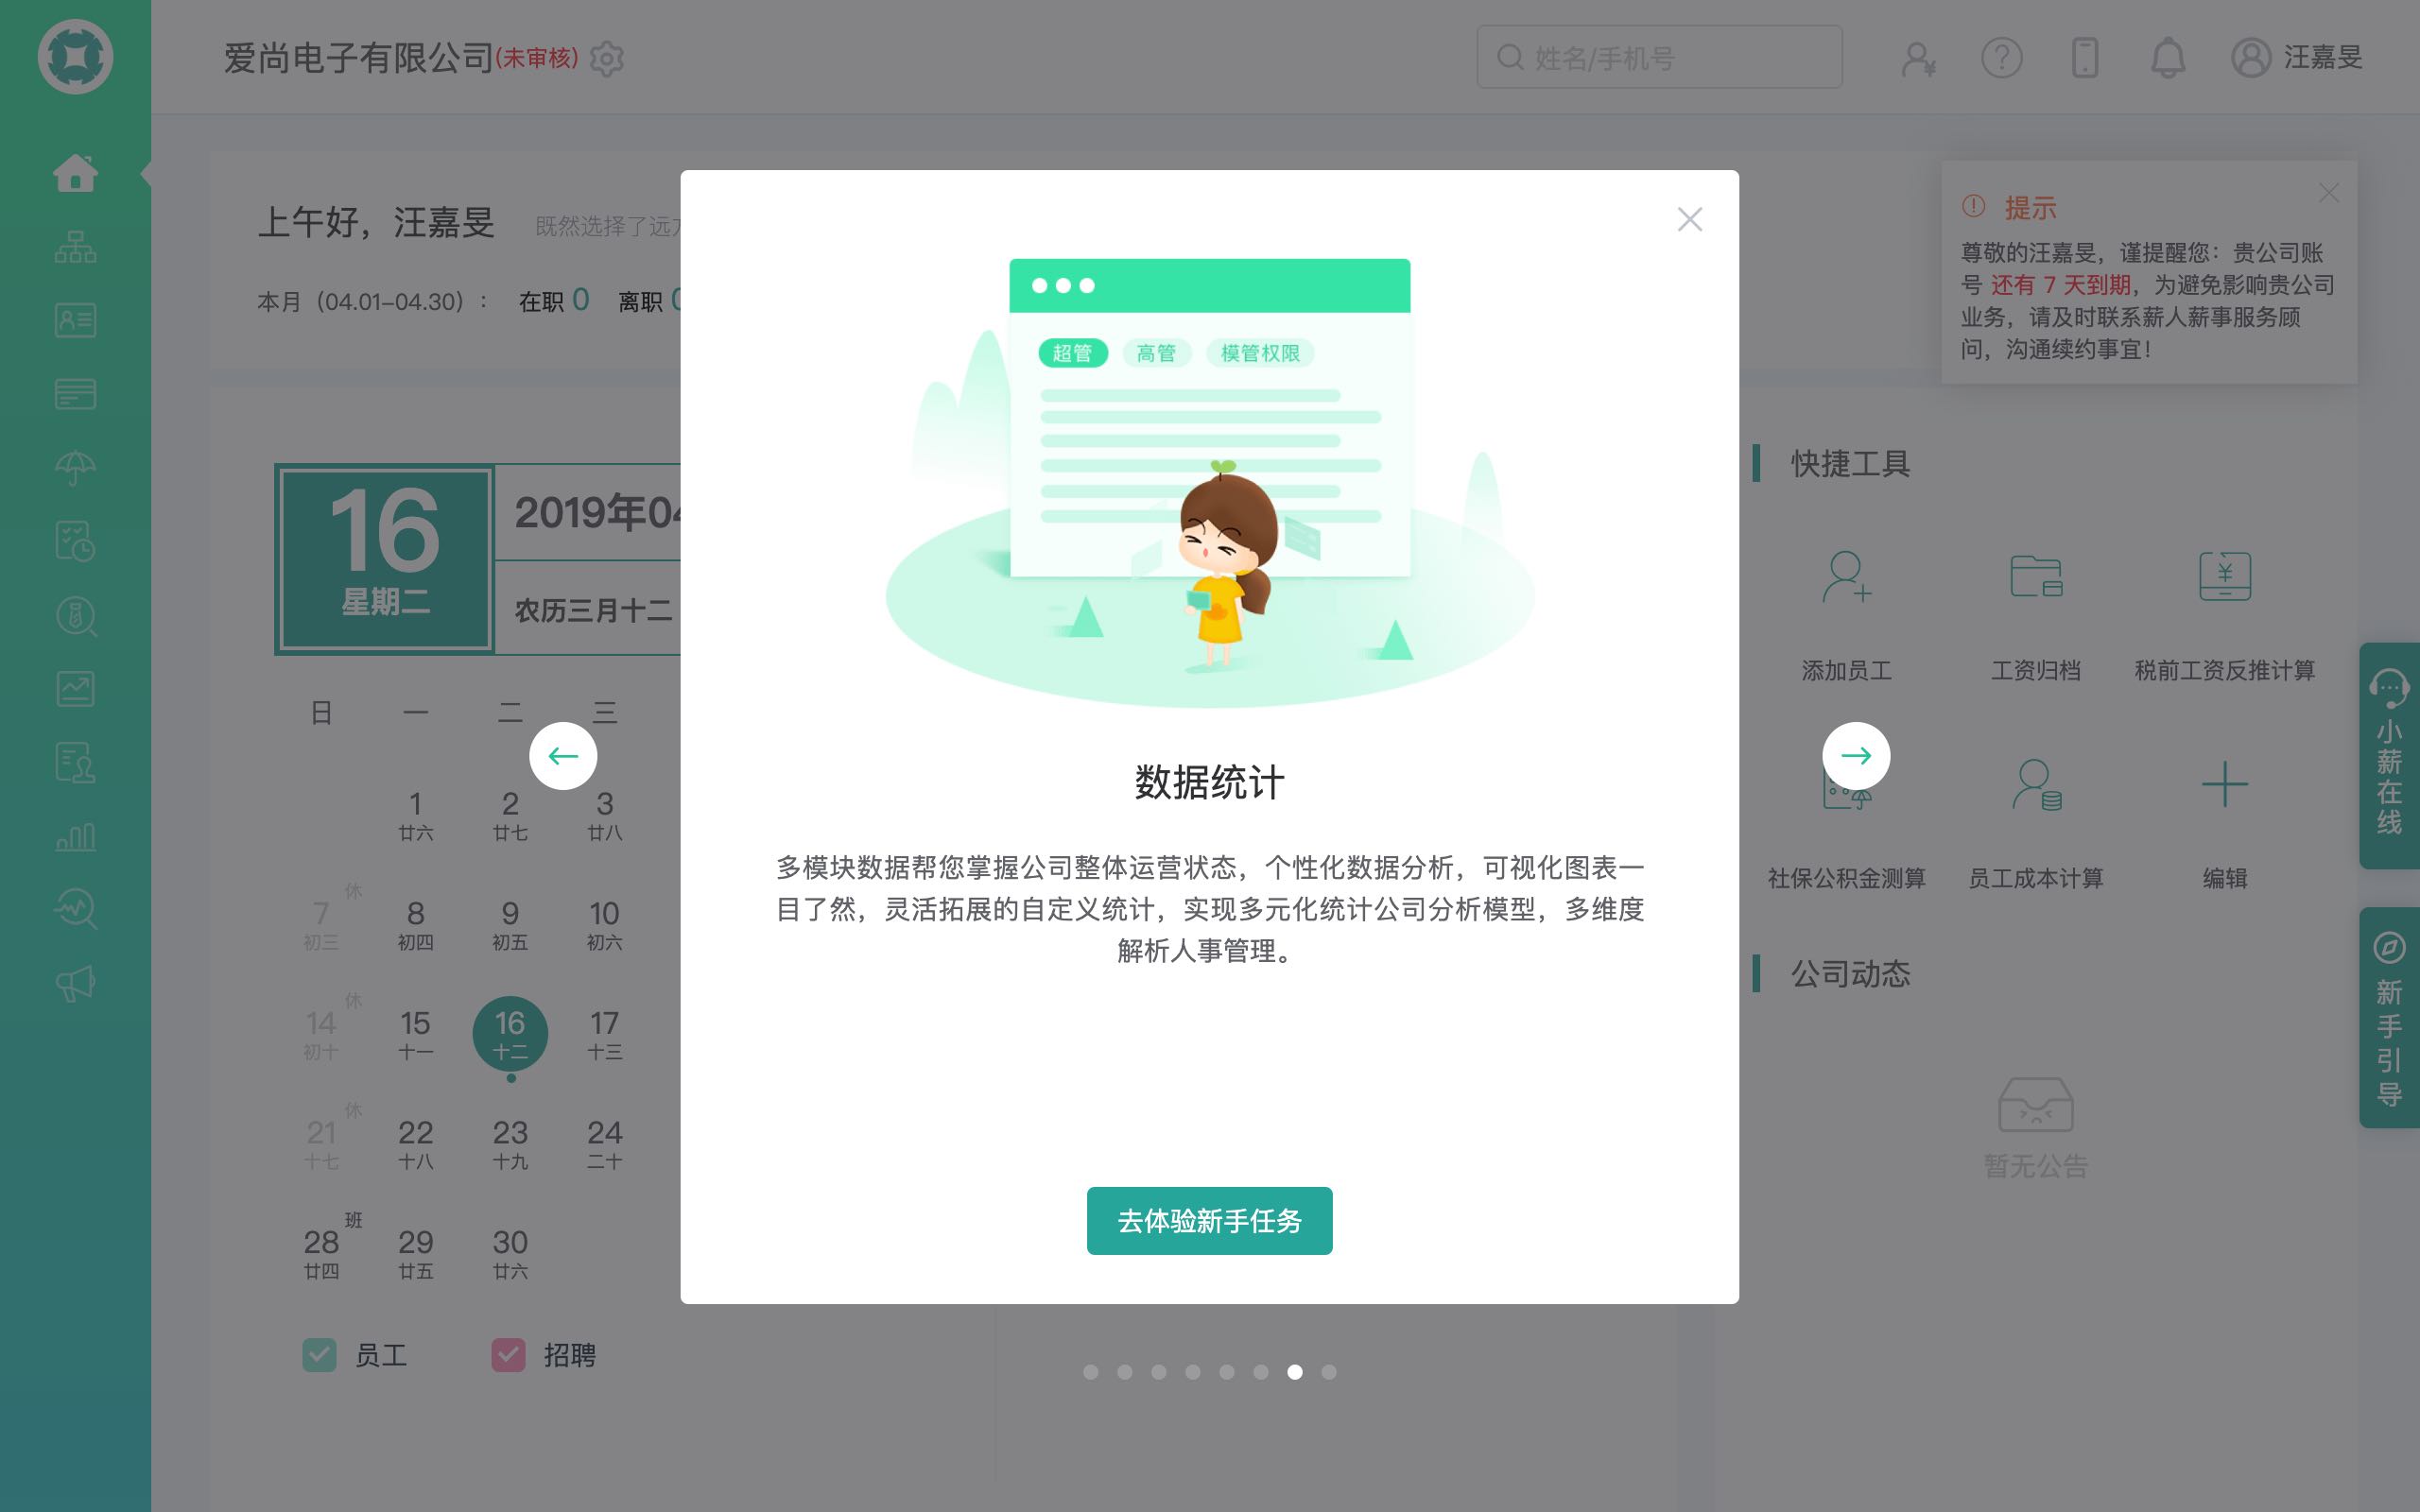 爱尚电子有限公司(未审核)
姓名/手机号
汪嘉旻
上午好，汪嘉旻
既然选择了远
本月（04.01-04.30）：
在职 0
离职
提示
尊敬的汪嘉旻，谨提醒您：贵公司账
号 还有 7 天到期，为避免影响贵公司
业务，请及时联系薪人薪事服务顾
问，沟通续约事宜！
16
星期二
2019年04
农历三月十二
日 一 二 三
1 2 3
廿六 廿七 廿八
休
7 8 9 10
初三 初四 初五 初六
休
14 15 16 17
初十 十一 十二 十三
休
21 22 23 24
十七 十八 十九 二十
班
28 29 30
廿四 廿五 廿六
员工 招聘
超管 高管 模管权限
数据统计
多模块数据帮您掌握公司整体运营状态，个性化数据分析，可视化图表一
目了然，灵活拓展的自定义统计，实现多元化统计公司分析模型，多维度
解析人事管理。
去体验新手任务
快捷工具
添加员工 工资归档 税前工资反推计算
社保公积金测算 员工成本计算 编辑
公司动态
暂无公告
小薪在线
新手引导